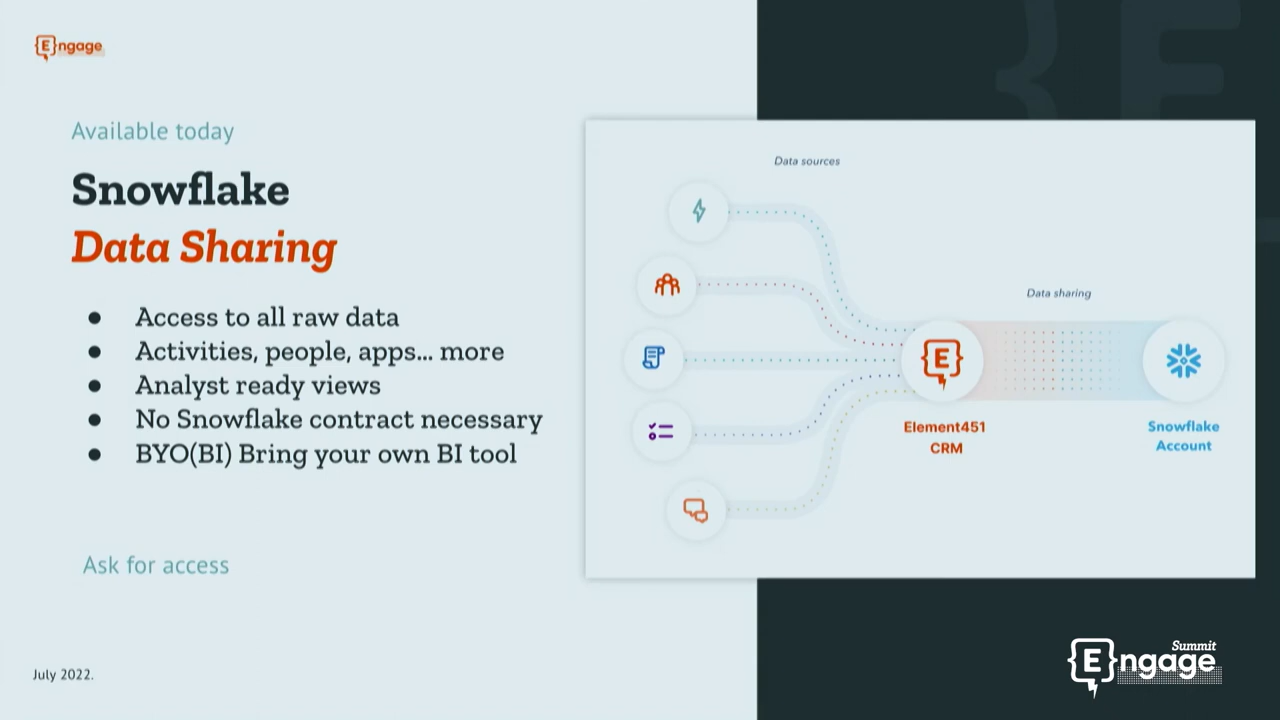 {E}ngage
Available today
Snowflake
Data Sharing
● Access to all raw data
● Activities, people, apps... more
● Analyst ready views
● No Snowflake contract necessary
● BYO(BI) Bring your own BI tool
Ask for access
July 2022.
Data sources
Data sharing
{E}
Element451
CRM
Snowflake
Account
Summit
{E}ngage